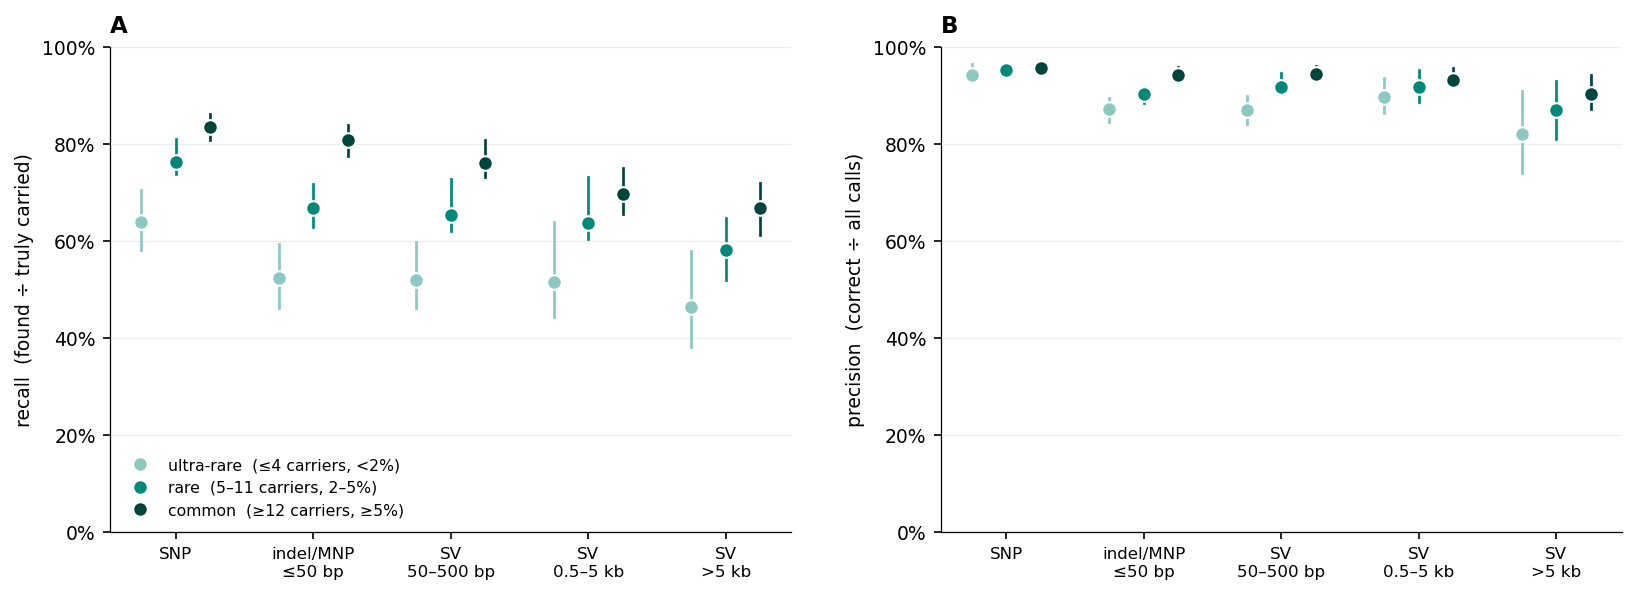 A
100%
80%
60%
40%
20%
0%
recall  (found ÷ truly carried)
ultra-rare  (≤4 carriers, <2%)
rare  (5–11 carriers, 2–5%)
common  (≥12 carriers, ≥5%)
SNP
indel/MNP
≤50 bp
SV
50–500 bp
SV
0.5–5 kb
SV
>5 kb
B
100%
80%
60%
40%
20%
0%
precision  (correct ÷ all calls)
SNP
indel/MNP
≤50 bp
SV
50–500 bp
SV
0.5–5 kb
SV
>5 kb